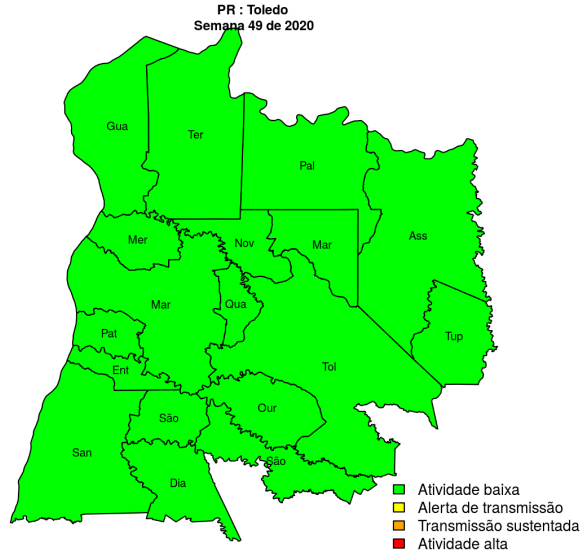 PR : Toledo
Semana 49 de 2020
Gua
Ter
Pal
Mer
Nov
Mar
Ass
Mar
Qua
Pat
Tup
Ent
Tol
São
Our
San
São
Dia
Atividade baixa
Alerta de transmissão
Transmissão sustentada
Atividade alta